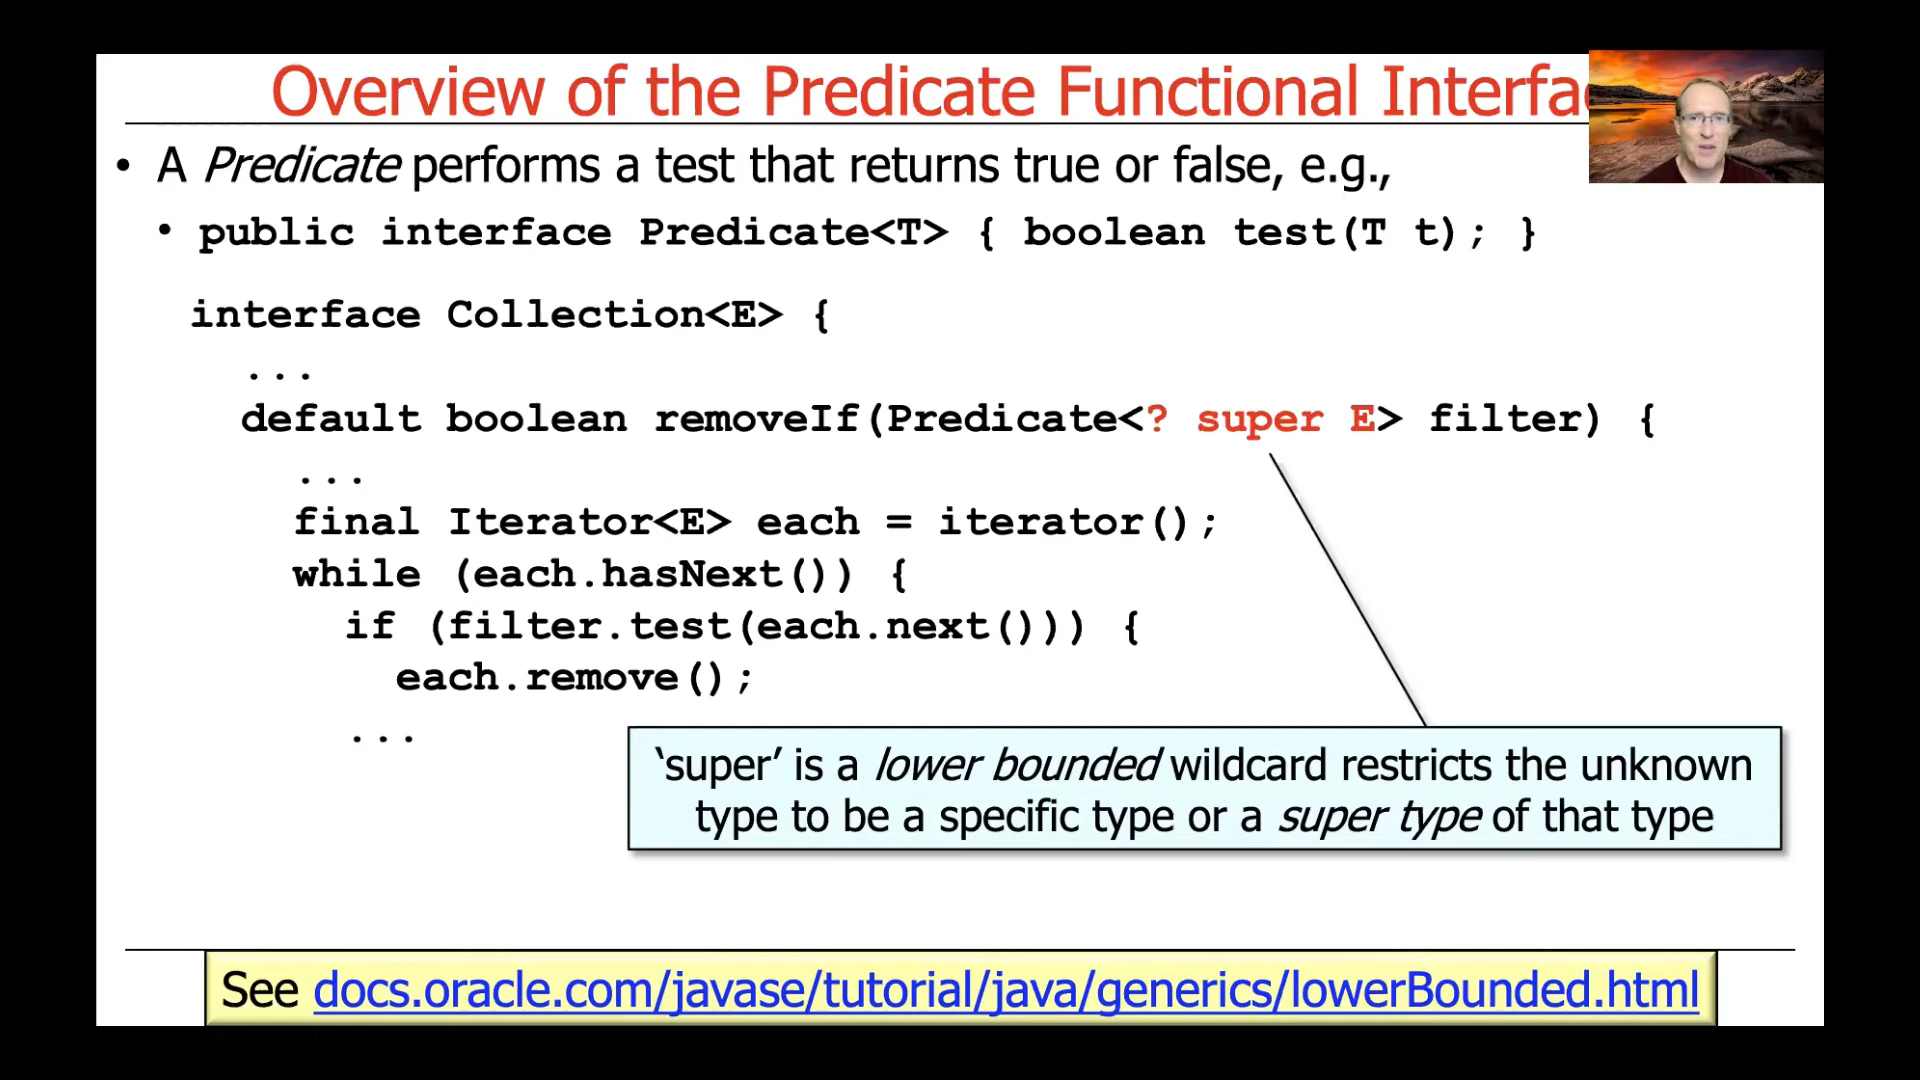 Overview of the Predicate Functional Interfa
• A Predicate performs a test that returns true or false, e.g.,
• public interface Predicate<T> { boolean test(T t); }
interface Collection<E> {
...
default boolean removeIf(Predicate<? super E> filter) {
...
final Iterator<E> each = iterator();
while (each.hasNext()) {
if (filter.test(each.next())) {
each.remove();
...
‘super’ is a lower bounded wildcard restricts the unknown
type to be a specific type or a super type of that type
See docs.oracle.com/javase/tutorial/java/generics/lowerBounded.html